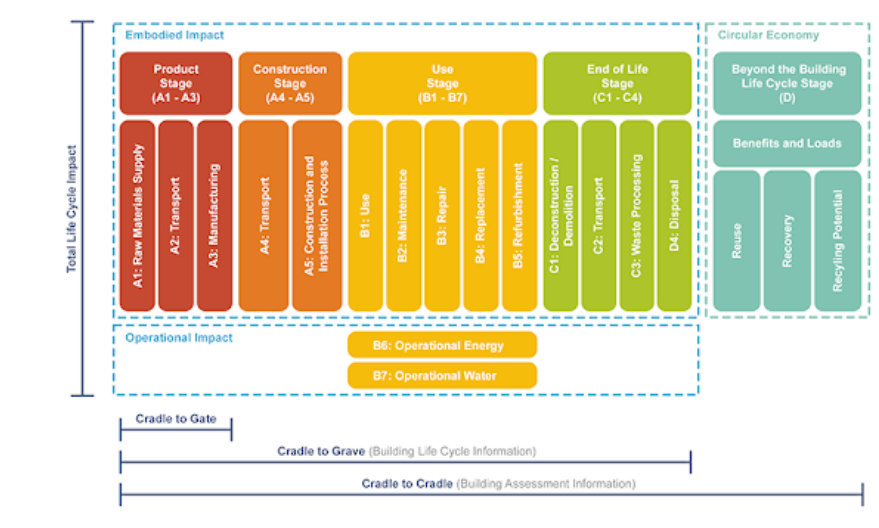 Total Life Cycle Impact
Embodied Impact
Product
Stage
(A1 - A3)
Construction
Stage
(A4 - A5)
Use
Stage
(B1 - B7)
End of Life
Stage
(C1 - C4)
A1: Raw Materials Supply
A2: Transport
A3: Manufacturing
A4: Transport
A5: Construction and
Installation Process
B1: Use
B2: Maintenance
B3: Repair
B4: Replacement
B5: Refurbishment
C1: Deconstruction /
Demolition
C2: Transport
C3: Waste Processing
D4: Disposal
Circular Economy
Beyond the Building
Life Cycle Stage
(D)
Benefits and Loads
Reuse
Recovery
Recyling Potential
Operational Impact
B6: Operational Energy
B7: Operational Water
Cradle to Gate
Cradle to Grave (Building Life Cycle Information)
Cradle to Cradle (Building Assessment Information)